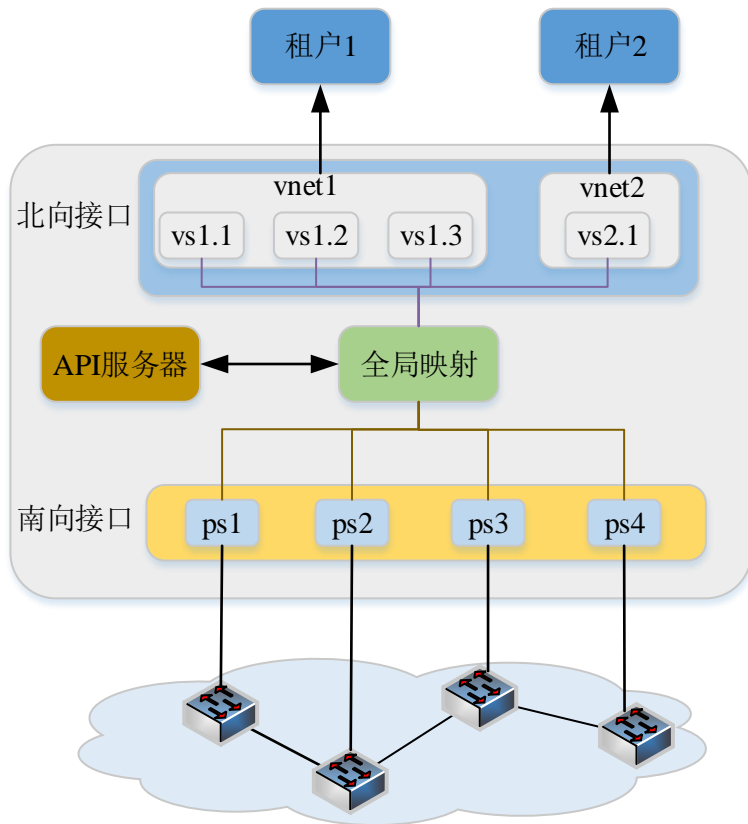 租户1
租户2
vnet1
vnet2
北向接口
vs1.1
vs1.2
vs1.3
vs2.1
API服务器
全局映射
南向接口
ps1
ps2
ps3
ps4